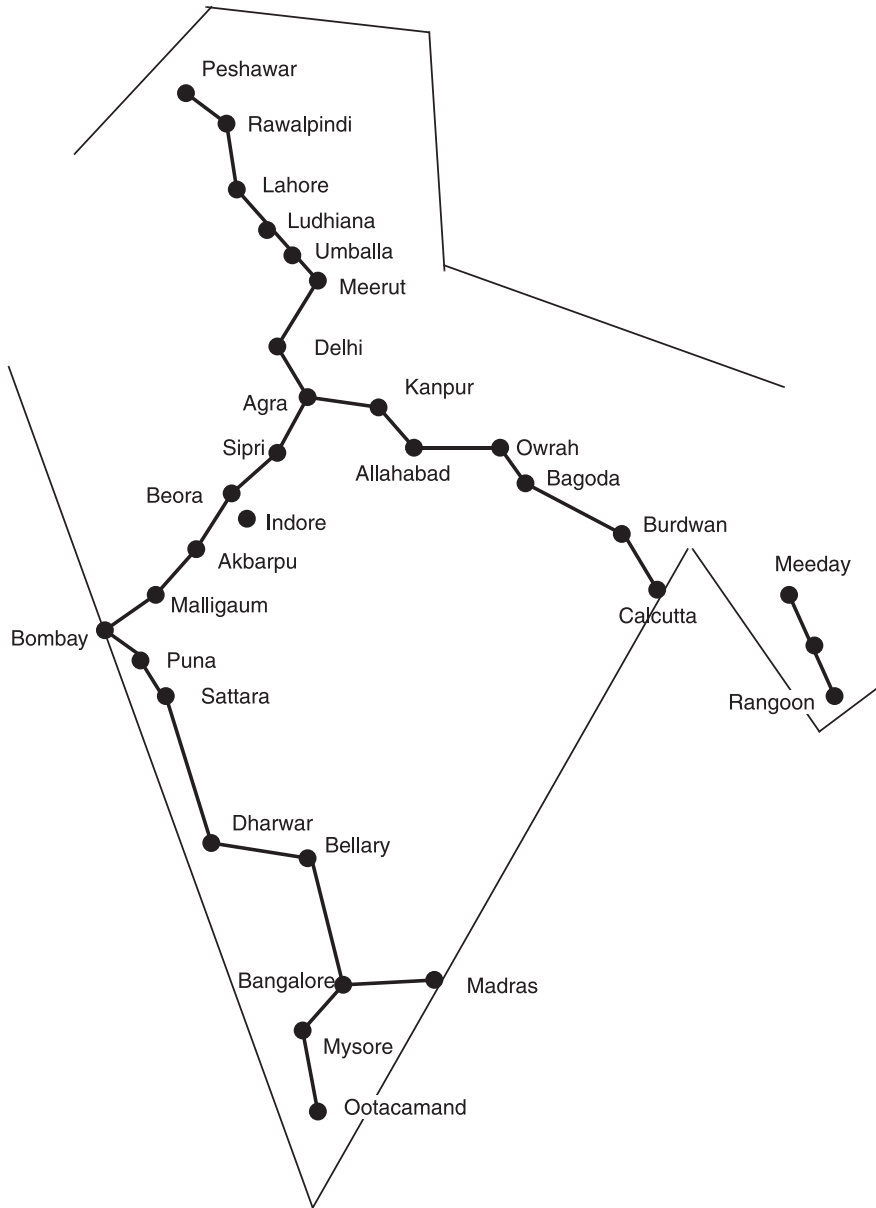 Peshawar
Rawalpindi
Lahore
Ludhiana
Umballa
Meerut
Delhi
Agra
Kanpur
Sipri
Allahabad
Owrah
Bagoda
Beora
Indore
Burdwan
Akbarpu
Meeday
Malligaum
Calcutta
Bombay
Puna
Sattara
Rangoon
Dharwar
Bellary
Bangalore
Madras
Mysore
Ootacamand